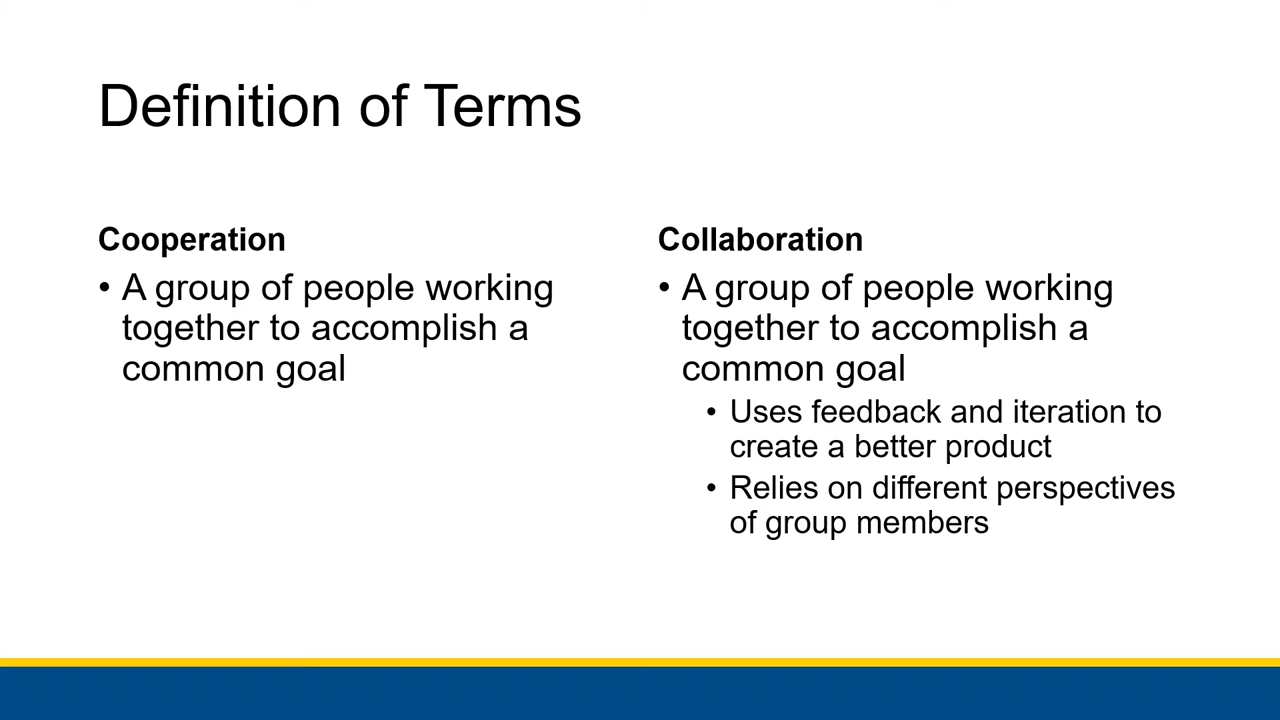 Definition of Terms
Cooperation
• A group of people working
together to accomplish a
common goal
Collaboration
• A group of people working
together to accomplish a
common goal
• Uses feedback and iteration to
create a better product
• Relies on different perspectives
of group members